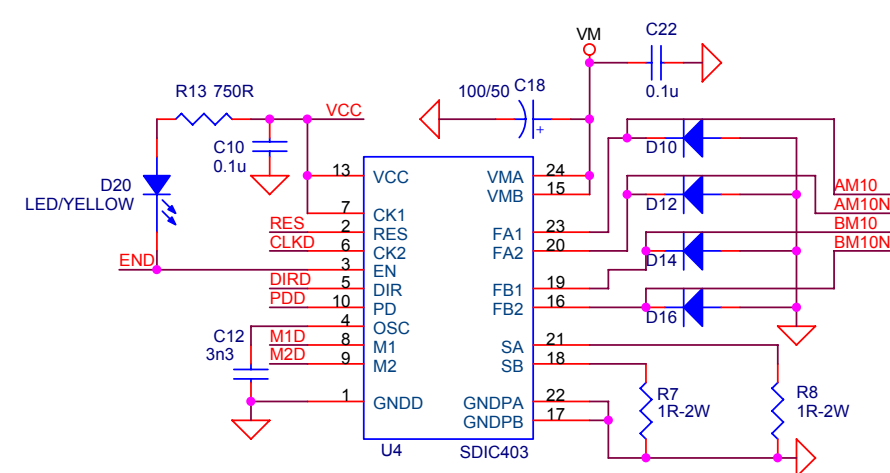 VM
C22
0.1u
R13 750R
100/50 C18
+
VCC
C10
0.1u
D10
D20
LED/YELLOW
13 VCC VMA 24
VMB 15
D12
AM10
7 CK1
AM10N
RES 2 RES FA1 23
BM10
CLKD 6 CK2 FA2 20
BM10N
END 3 EN
D14
DIRD 5 DIR FB1 19
PDD 10 PD FB2 16
4 OSC
D16
C12
3n3
M1D 8 M1 SA 21
M2D 9 M2 SB 18
R7
1R-2W
R8
1R-2W
1 GNDD GNDPA 22
GNDPB 17
U4 SDIC403